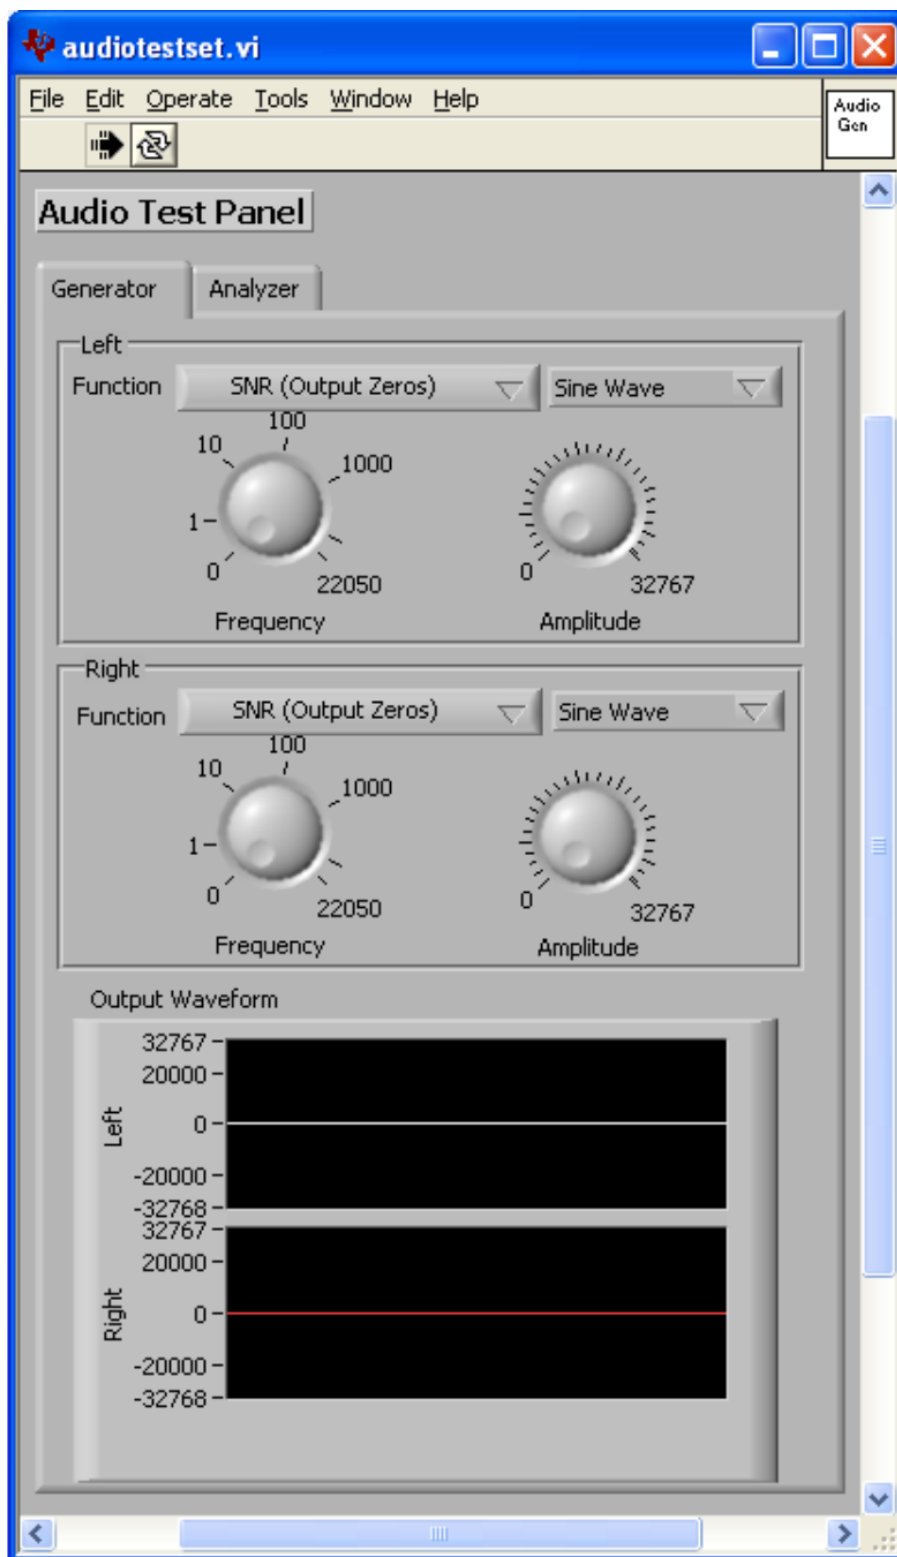 audiotestset.vi
File Edit Operate Tools Window Help
Audio
Gen
Audio Test Panel
Generator Analyzer
Left
Function SNR (Output Zeros) Sine Wave
100
10 1000
1
0 22050 0 32767
Frequency Amplitude
Right
Function SNR (Output Zeros) Sine Wave
100
10 1000
1
0 22050 0 32767
Frequency Amplitude
Output Waveform
32767
20000
Left 0
-20000
-32768
32767
20000
Right 0
-20000
-32768